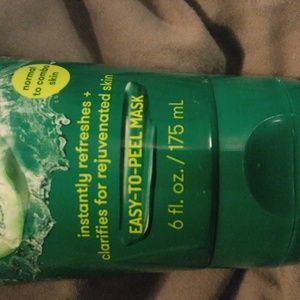 normal
to combo
skin
instantly refreshes +
clarifies for rejuvenated skin
EASY-TO-PEEL MASK
6 fl. oz. / 175 mL